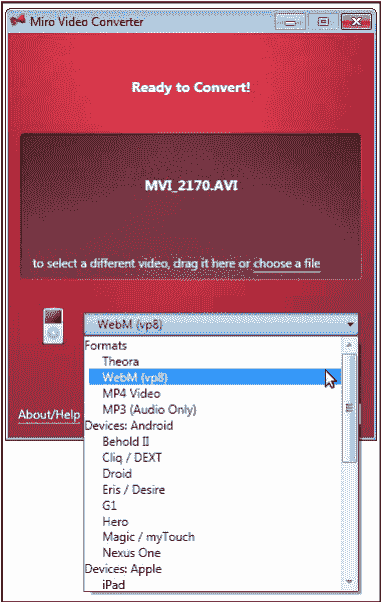 Miro Video Converter
Ready to Convert!
MVI_2170.AVI
to select a different video, drag it here or choose a file
WebM (vp8)
Formats
Theora
WebM (vp8)
MP4 Video
About/Help
MP3 (Audio Only)
Devices: Android
Behold II
Cliq / DEXT
Droid
Eris / Desire
G1
Hero
Magic / myTouch
Nexus One
Devices: Apple
iPad